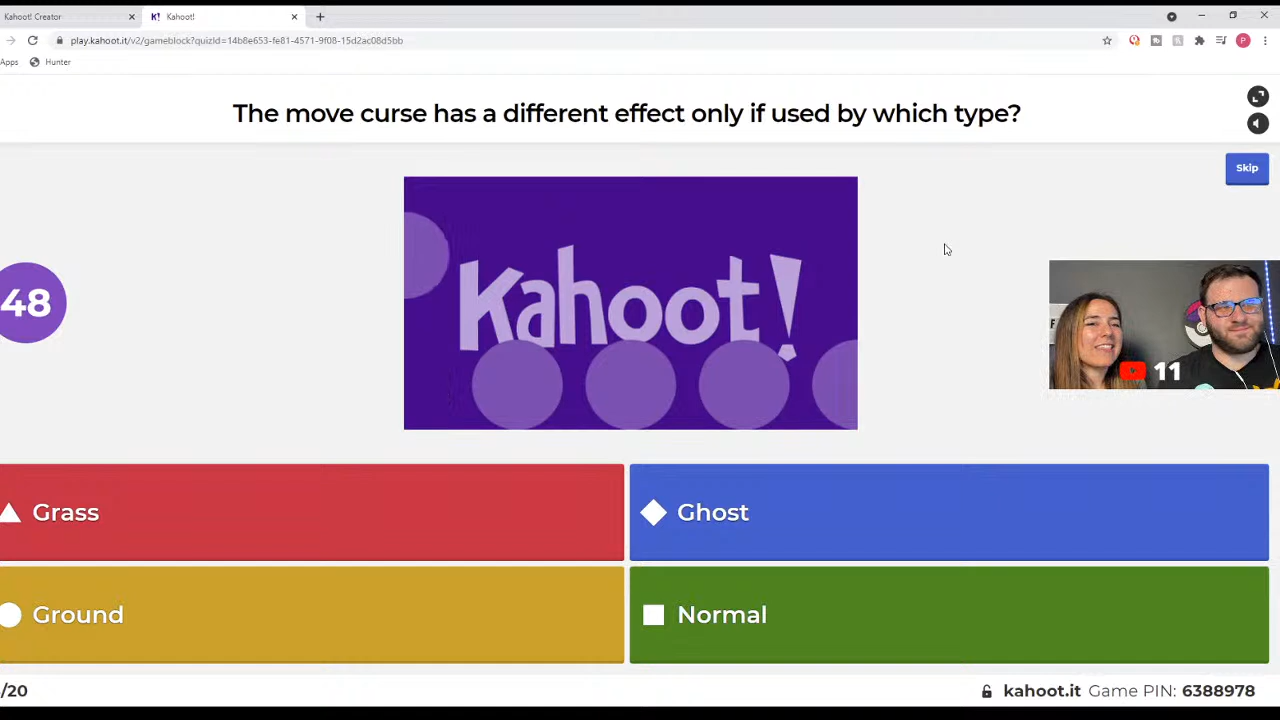 Kahoot! Creator
K! Kahoot!
play.kahoot.it/v2/gameblock?quizId=14b8e653-fe81-4571-9f08-15d2ac08d5bb
P
Apps
Hunter
The move curse has a different effect only if used by which type?
Skip
Kahoot!
48
F
11
Grass
Ghost
Ground
Normal
/20
kahoot.it Game PIN: 6388978